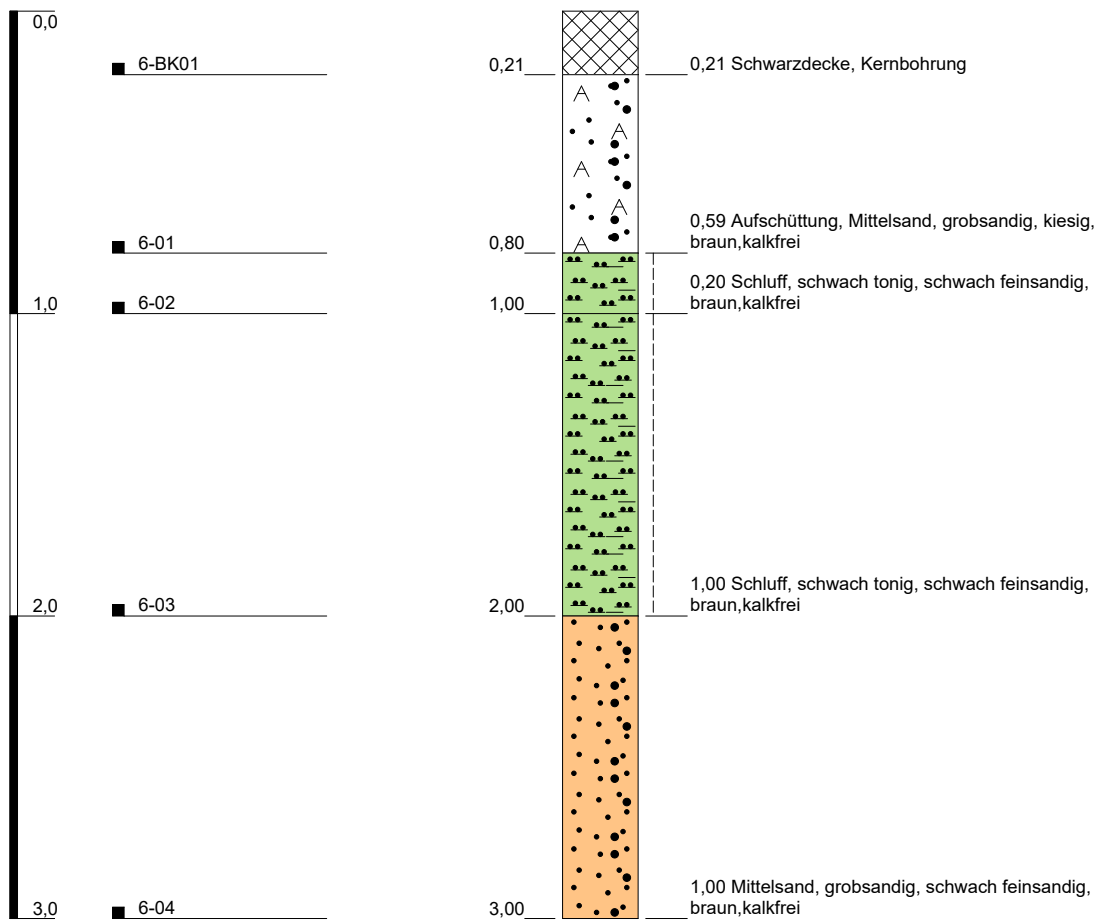 0,0
6-BK01
0,21
0,21 Schwarzdecke, Kernbohrung
6-01
0,80
0,59 Aufschüttung, Mittelsand, grobsandig, kiesig,
braun,kalkfrei
1,0
6-02
1,00
0,20 Schluff, schwach tonig, schwach feinsandig,
braun,kalkfrei
2,0
6-03
2,00
1,00 Schluff, schwach tonig, schwach feinsandig,
braun,kalkfrei
3,0
6-04
3,00
1,00 Mittelsand, grobsandig, schwach feinsandig,
braun,kalkfrei